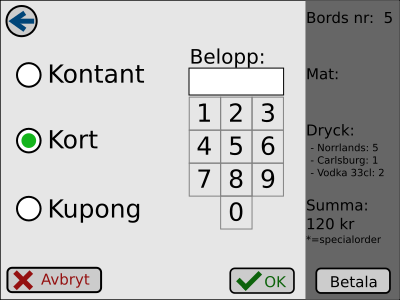 Bords nr: 5
Kontant
Kort
Kupong
Belopp:
1 2 3
4 5 6
7 8 9
0
Avbryt
OK
Mat:
Dryck:
- Norrlands: 5
- Carlsburg: 1
- Vodka 33cl: 2
Summa:
120 kr
*=specialorder
Betala